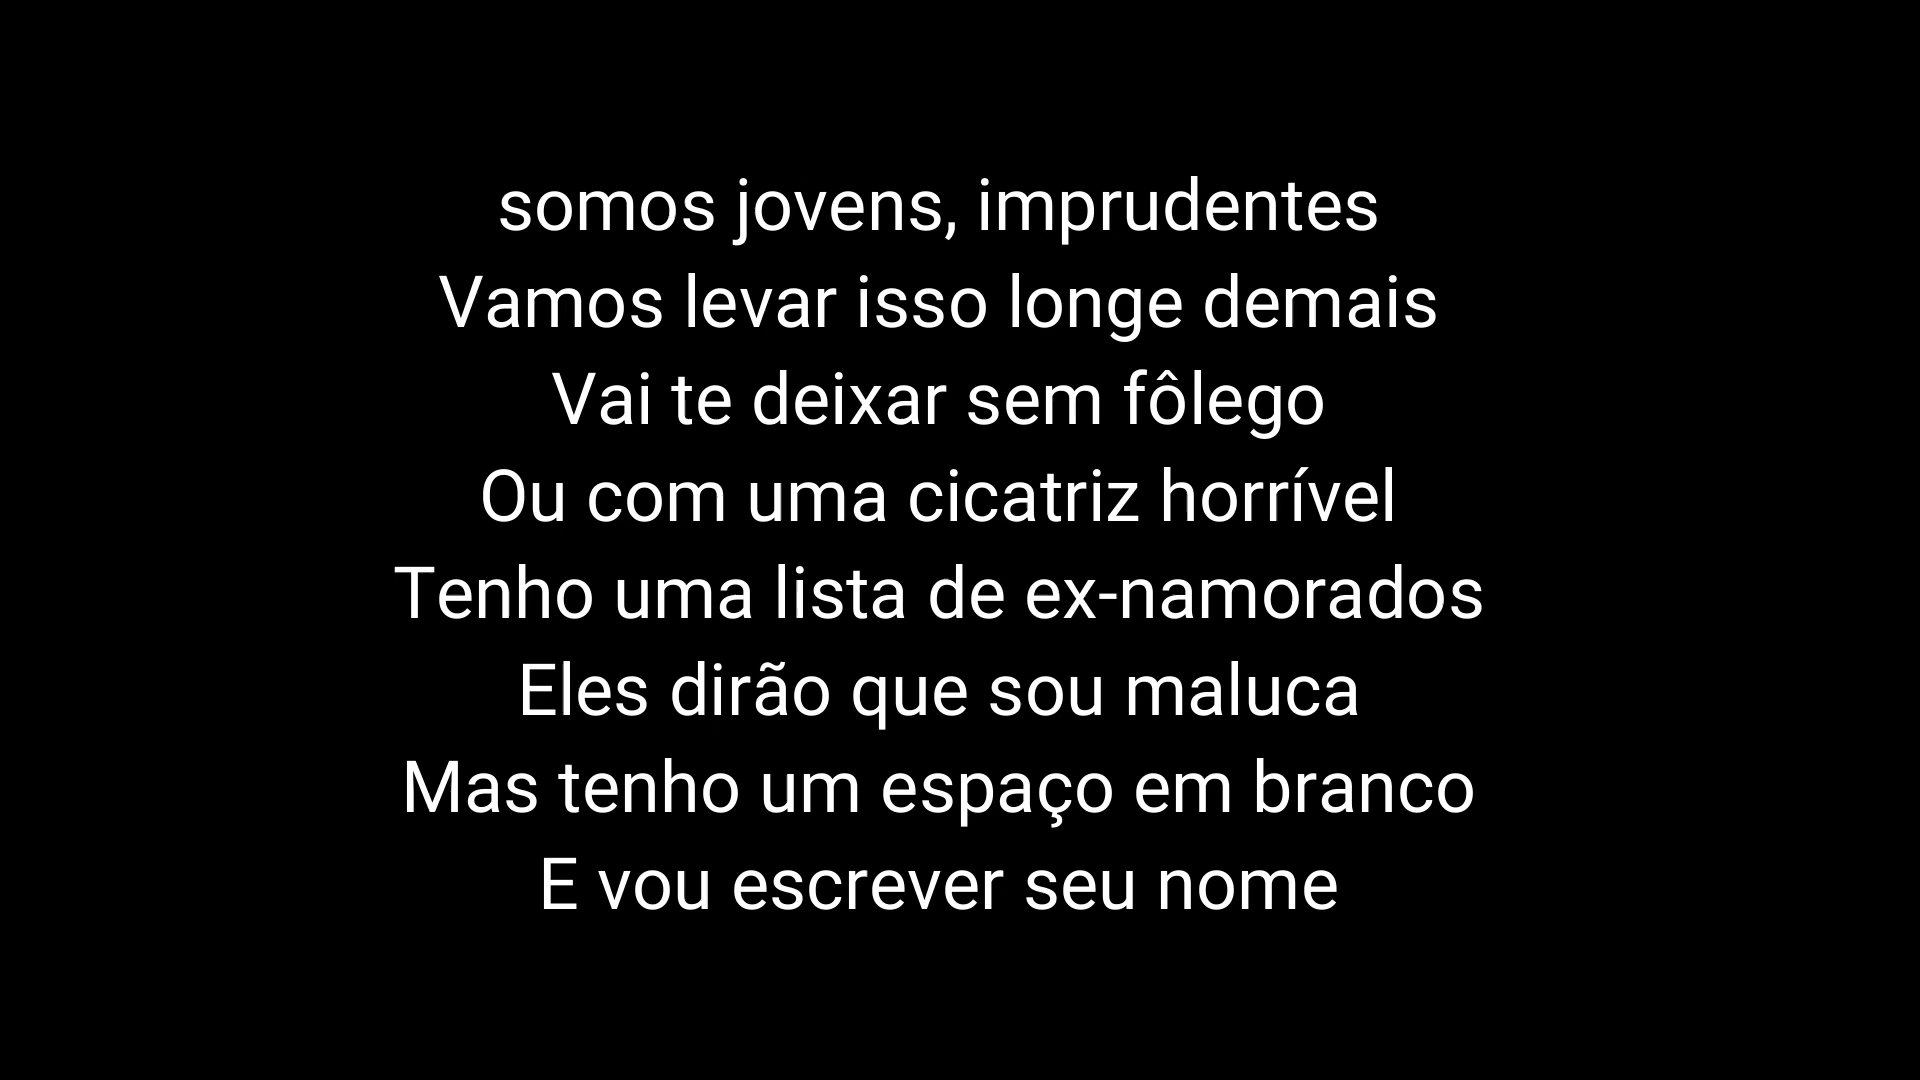 somos jovens, imprudentes
Vamos levar isso longe demais
Vai te deixar sem fôlego
Ou com uma cicatriz horrível
Tenho uma lista de ex-namorados
Eles dirão que sou maluca
Mas tenho um espaço em branco
E vou escrever seu nome